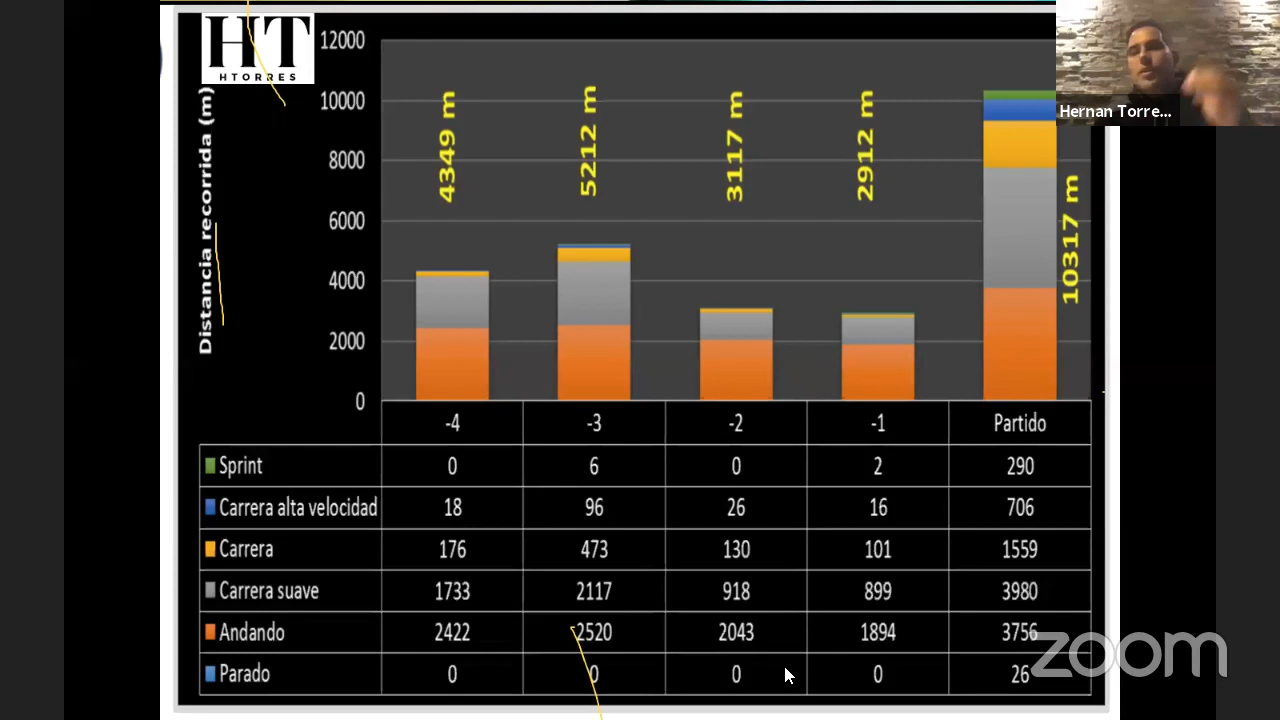 HT
HTORRES
Distancia recorrida (m)
12000
10000
8000
6000
4000
2000
0
4349 m
5212 m
3117 m
2912 m
10317 m
Hernan Torre...
-4 -3 -2 -1 Partido
Sprint 0 6 0 2 290
Carrera alta velocidad 18 96 26 16 706
Carrera 176 473 130 101 1559
Carrera suave 1733 2117 918 899 3980
Andando 2422 2520 2043 1894 3756
Parado 0 0 0 0 26
zoom